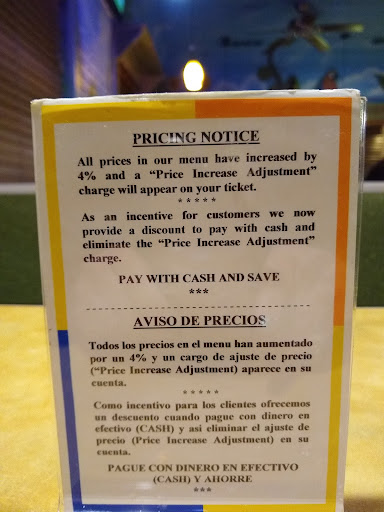 PRICING NOTICE
All prices in our menu have increased by
4% and a “Price Increase Adjustment”
charge will appear on your ticket.
* * * * *
As an incentive for customers we now
provide a discount to pay with cash and
eliminate the “Price Increase Adjustment”
charge.
PAY WITH CASH AND SAVE
***
AVISO DE PRECIOS
Todos los precios en el menu han aumentado
por un 4% y un cargo de ajuste de precio
(“Price Increase Adjustment) aparece en su
cuenta.
* * * * *
Como incentivo para los clientes ofrecemos
un descuento cuando pague con dinero en
efectivo (CASH) y asi eliminar el ajuste de
precio (Price Increase Adjustment) en su
cuenta.
PAGUE CON DINERO EN EFECTIVO
(CASH) Y AHORRE
***